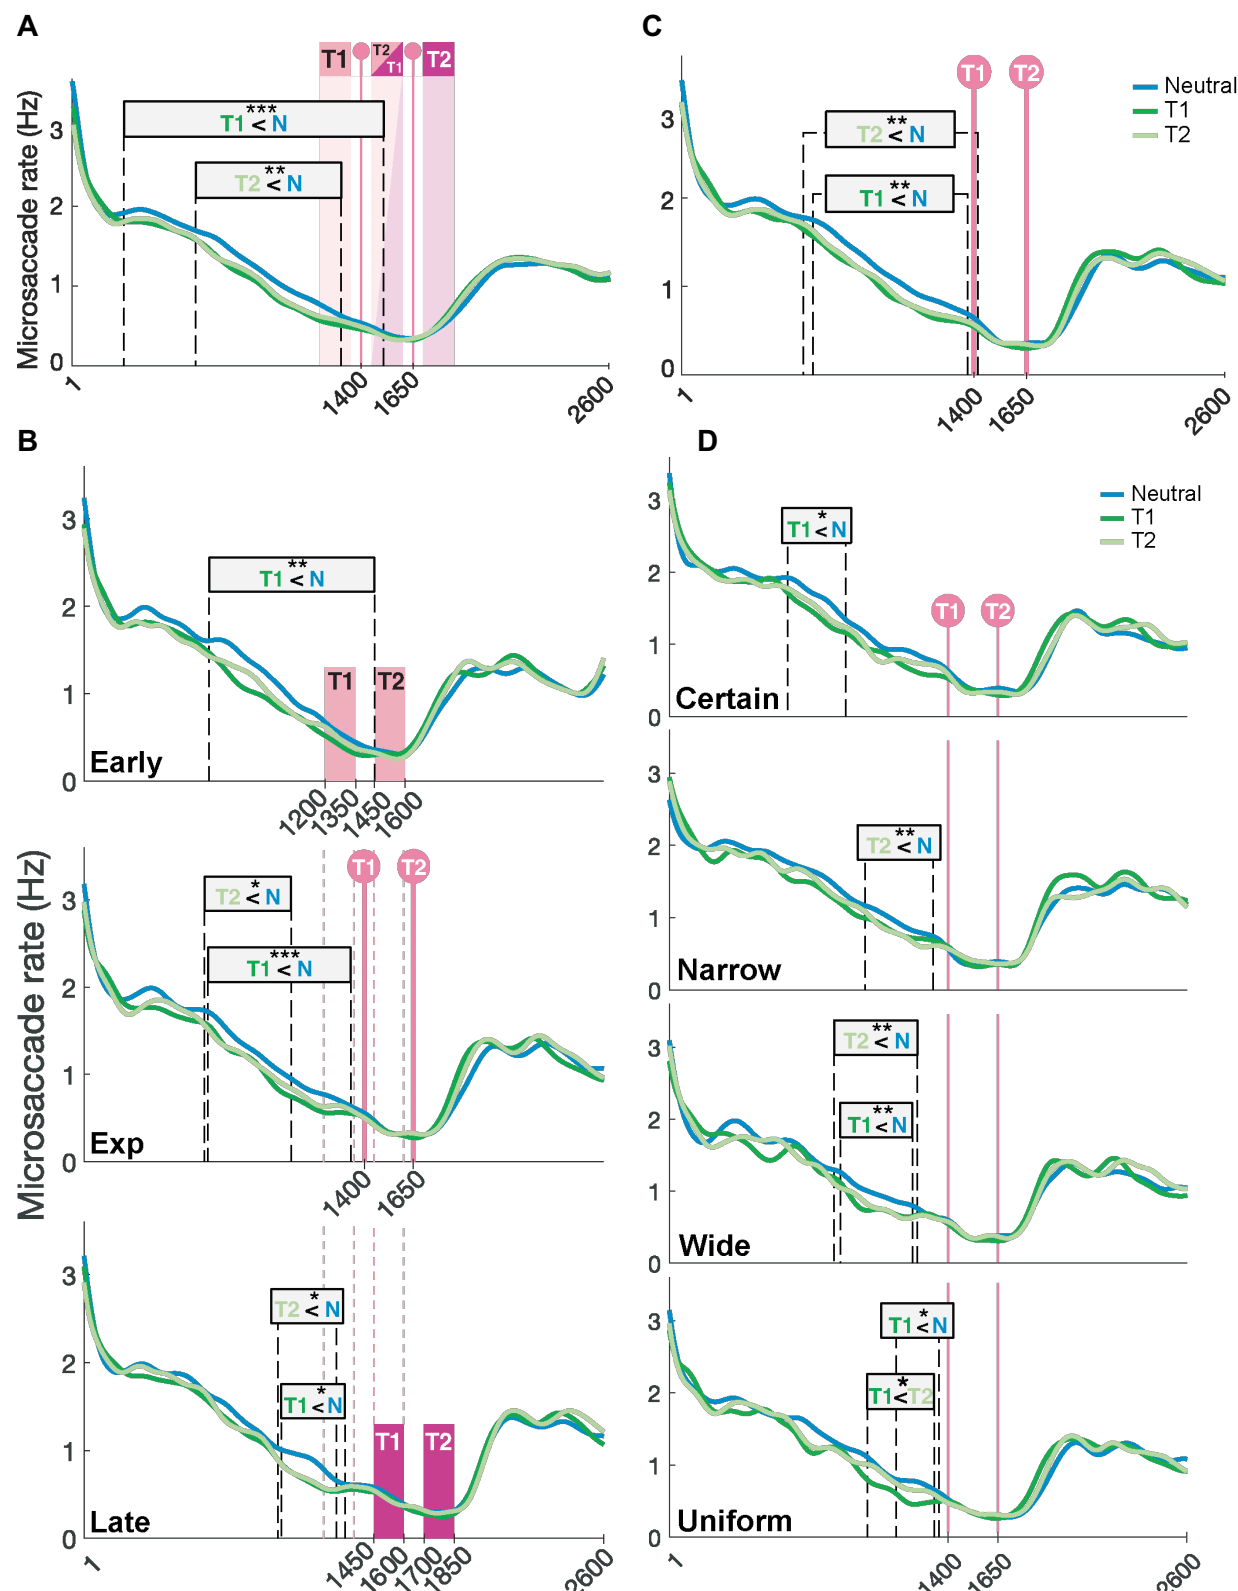 A
T1
T2
T1
T2
Microsaccade rate (Hz)
3
2
1
0
***
T1 < N
**
T2 < N
1
1400
1650
2600
C
T1
T2
Neutral
T1
T2
3
2
1
0
**
T2 < N
**
T1 < N
1
1400
1650
2600
B
3
2
1
0
**
T1 < N
T1
T2
Early
1200
1350
1450
1600
Microsaccade rate (Hz)
3
2
1
0
*
T2 < N
***
T1 < N
T1
T2
Exp
1400
1650
3
2
1
0
*
T2 < N
*
T1 < N
T1
T2
Late
1
1450
1600
1700
1850
2600
D
Neutral
T1
T2
3
2
1
0
*
T1 < N
T1
T2
Certain
3
2
1
0
**
T2 < N
Narrow
3
2
1
0
**
T2 < N
**
T1 < N
Wide
3
2
1
0
*
T1 < N
*
T1 < T2
Uniform
1
1400
1650
2600